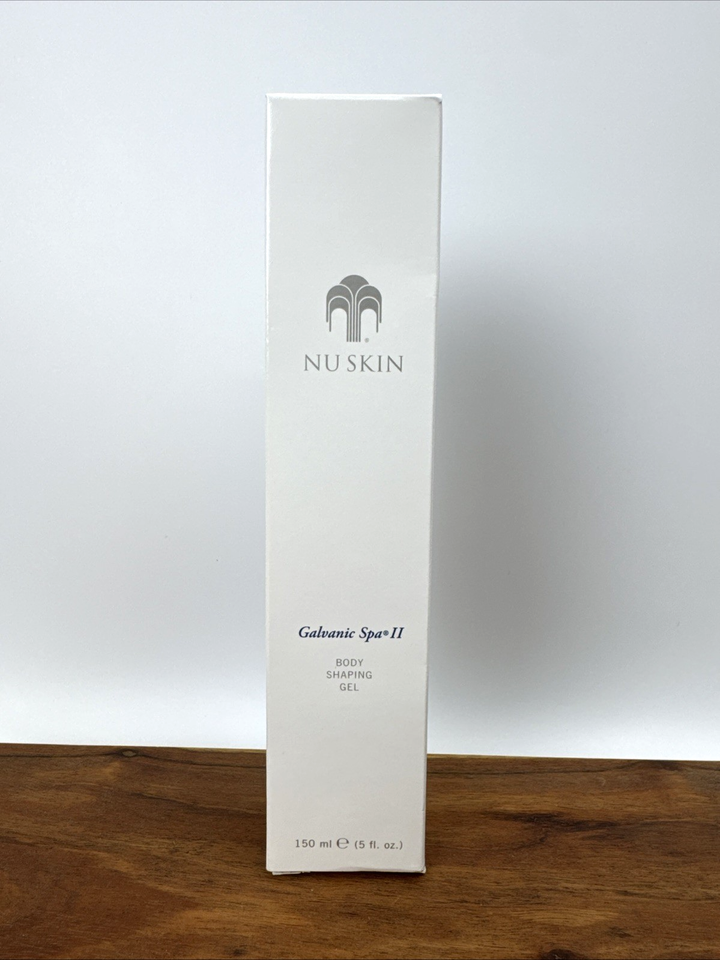 ®
NU SKIN
Galvanic Spa® II
BODY
SHAPING
GEL
150 ml ℮ (5 fl. oz.)